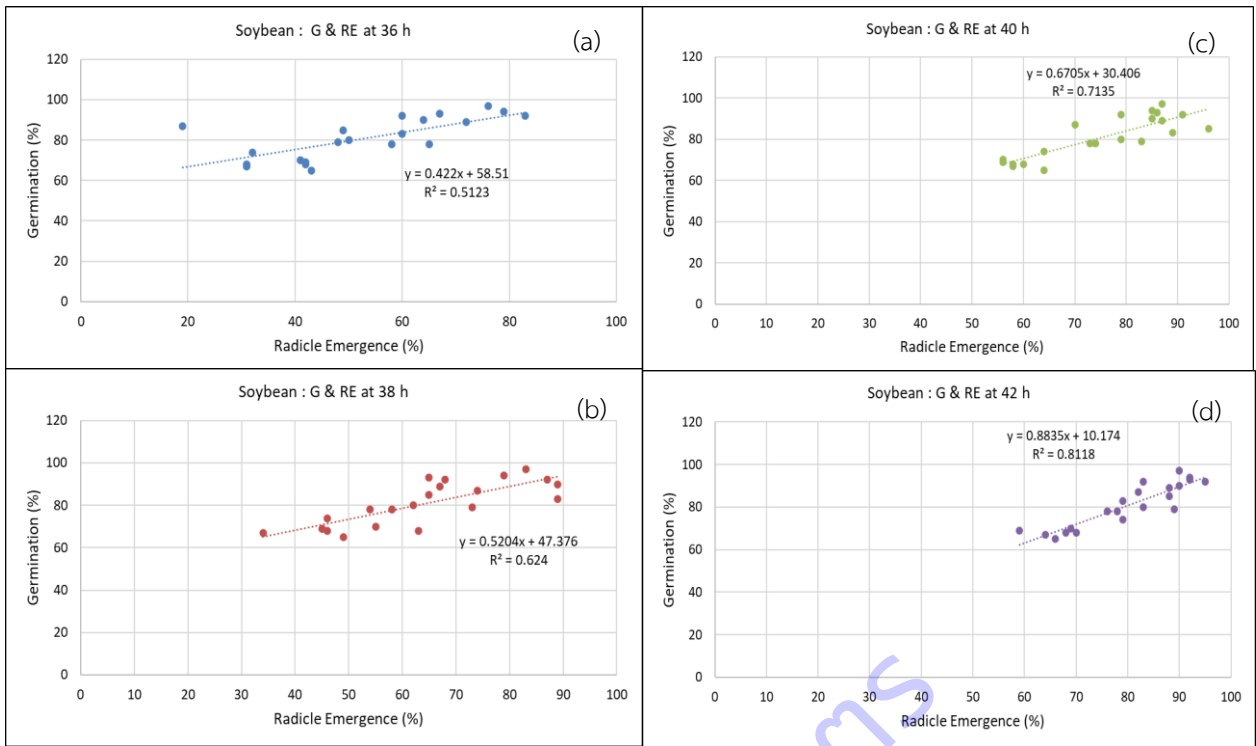 Soybean : G & RE at 36 h
(a)
Germination (%)
120
100
80
60
40
20
0
y = 0.422x + 58.51
R² = 0.5123
0 20 40 60 80 100
Radicle Emergence (%)
Soybean : G & RE at 40 h
(c)
Germination (%)
120
100
80
60
40
20
0
y = 0.6705x + 30.406
R² = 0.7135
0 10 20 30 40 50 60 70 80 90 100
Radicle Emergence (%)
Soybean : G & RE at 38 h
(b)
Germination (%)
120
100
80
60
40
20
0
y = 0.5204x + 47.376
R² = 0.624
0 10 20 30 40 50 60 70 80 90 100
Radicle Emergence (%)
Soybean : G & RE at 42 h
(d)
Germination (%)
120
100
80
60
40
20
0
y = 0.8835x + 10.174
R² = 0.8118
0 10 20 30 40 50 60 70 80 90 100
Radicle Emergence (%)